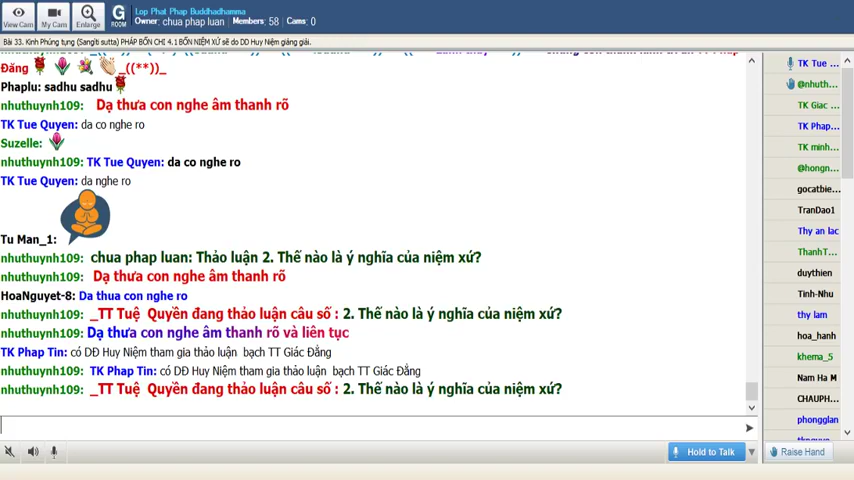 View Cam
My Cam
Enlarge
G
ROOM
Lop Phat Phap Buddhadhamma
Owner: chua phap luan Members: 58 Cams: 0
Bài 33. Kinh Phúng tụng (Sangiti sutta) PHÁP BỐN CHI 4.1 BỐN NIỆM XỨ sẽ do DD Huy Niệm giảng giải.
Đăng _((**))_
Phaplu: sadhu sadhu
nhuthuynh109: Dạ thưa con nghe âm thanh rõ
TK Tue Quyen: da co nghe ro
Suzelle:
nhuthuynh109: TK Tue Quyen: da co nghe ro
TK Tue Quyen: da nghe ro
Tu Man_1:
nhuthuynh109: chua phap luan: Thảo luận 2. Thế nào là ý nghĩa của niệm xứ?
nhuthuynh109: Dạ thưa con nghe âm thanh rõ
HoaNguyet-8: Da thua con nghe ro
nhuthuynh109: _TT Tuệ Quyền đang thảo luận câu số : 2. Thế nào là ý nghĩa của niệm xứ?
nhuthuynh109: Dạ thưa con nghe âm thanh rõ và liên tục
TK Phap Tin: có DĐ Huy Niệm tham gia thảo luận bạch TT Giác Đẳng
nhuthuynh109: TK Phap Tin: có DĐ Huy Niệm tham gia thảo luận bạch TT Giác Đẳng
nhuthuynh109: _TT Tuệ Quyền đang thảo luận câu số : 2. Thế nào là ý nghĩa của niệm xứ?
Hold to Talk
TK Tue ...
@nhuth...
TK Giac ...
TK Phap...
TK minh...
@hongn...
gocatbie...
TranDao1
Thy an lac
ThanhT...
duythien
Tinh-Nhu
thy lam
hoa_hanh
khema_5
Nam Ha M
CHAUPH...
phongglan
Raise Hand